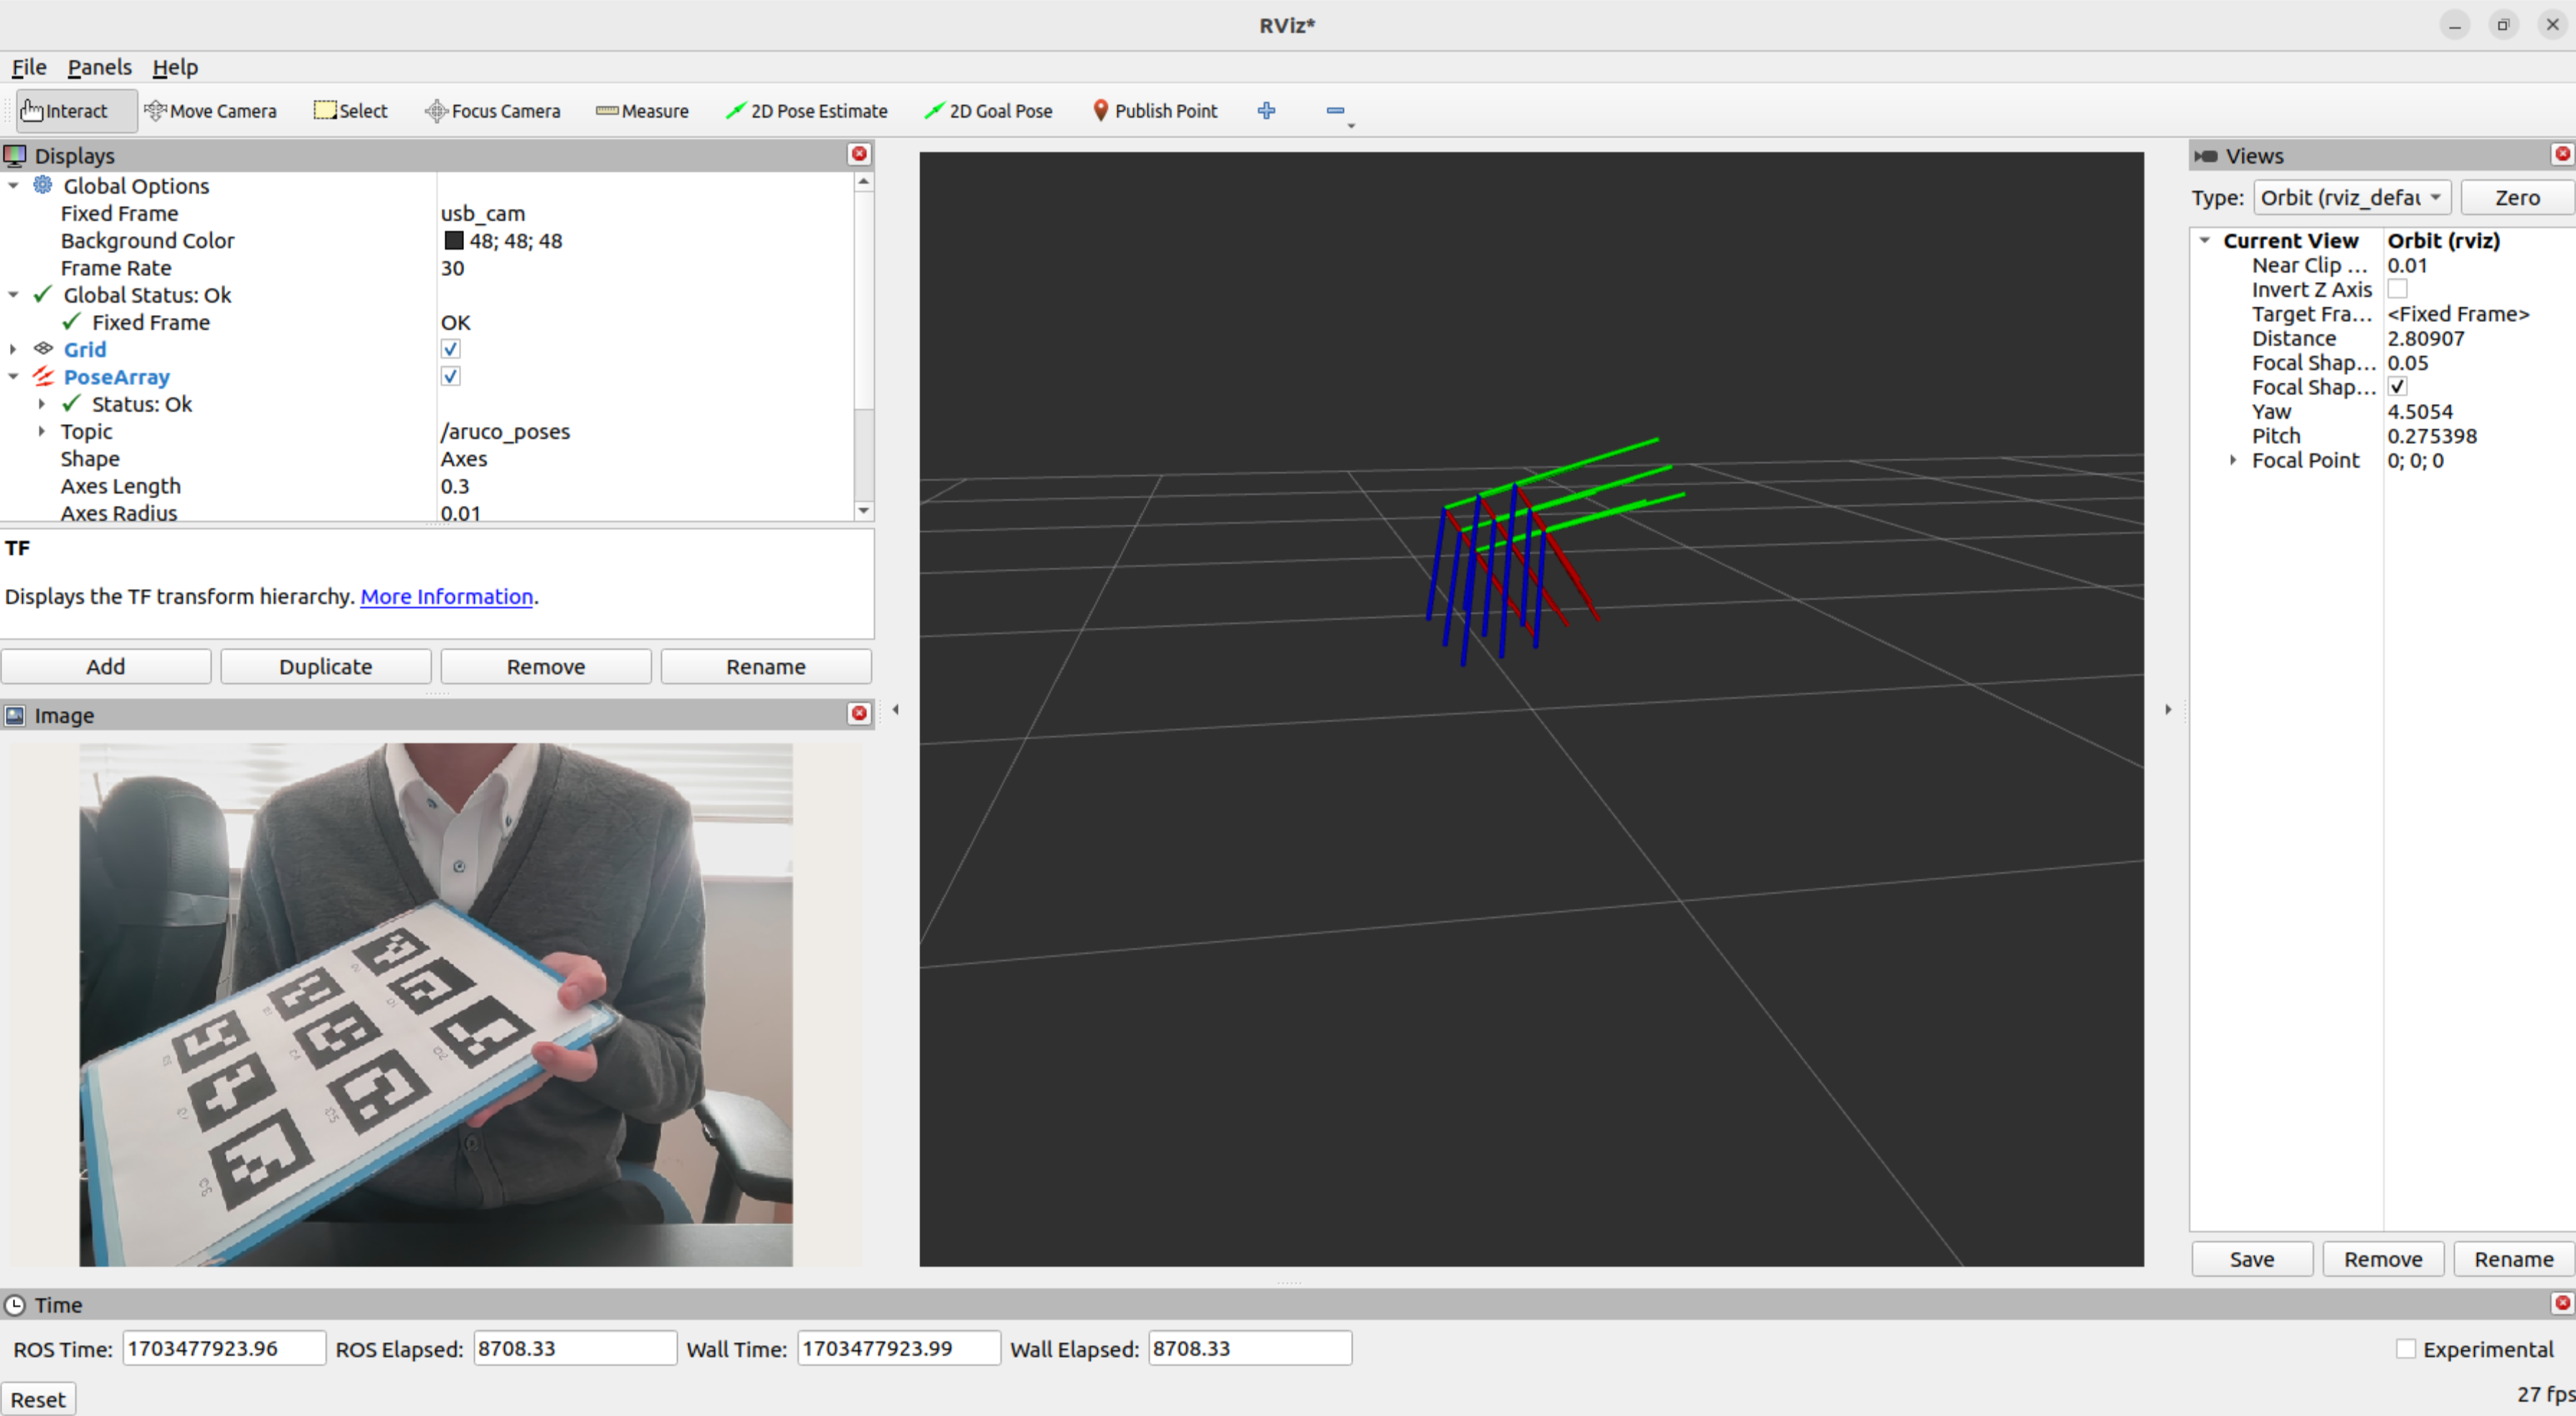 RViz*
File Panels Help
Interact Move Camera Select Focus Camera Measure 2D Pose Estimate 2D Goal Pose Publish Point
Displays
Global Options
Fixed Frame usb_cam
Background Color 48; 48; 48
Frame Rate 30
Global Status: Ok
Fixed Frame OK
Grid
PoseArray
Status: Ok
Topic /aruco_poses
Shape Axes
Axes Length 0.3
Axes Radius 0.01
TF
Displays the TF transform hierarchy. More Information.
Add Duplicate Remove Rename
Image
Views
Type: Orbit (rviz_defau Zero
Current View Orbit (rviz)
Near Clip ... 0.01
Invert Z Axis
Target Fra... <Fixed Frame>
Distance 2.80907
Focal Shap... 0.05
Focal Shap...
Yaw 4.5054
Pitch 0.275398
Focal Point 0; 0; 0
Save Remove Rename
Time
ROS Time: 1703477923.96 ROS Elapsed: 8708.33 Wall Time: 1703477923.99 Wall Elapsed: 8708.33 Experimental
Reset 27 fps